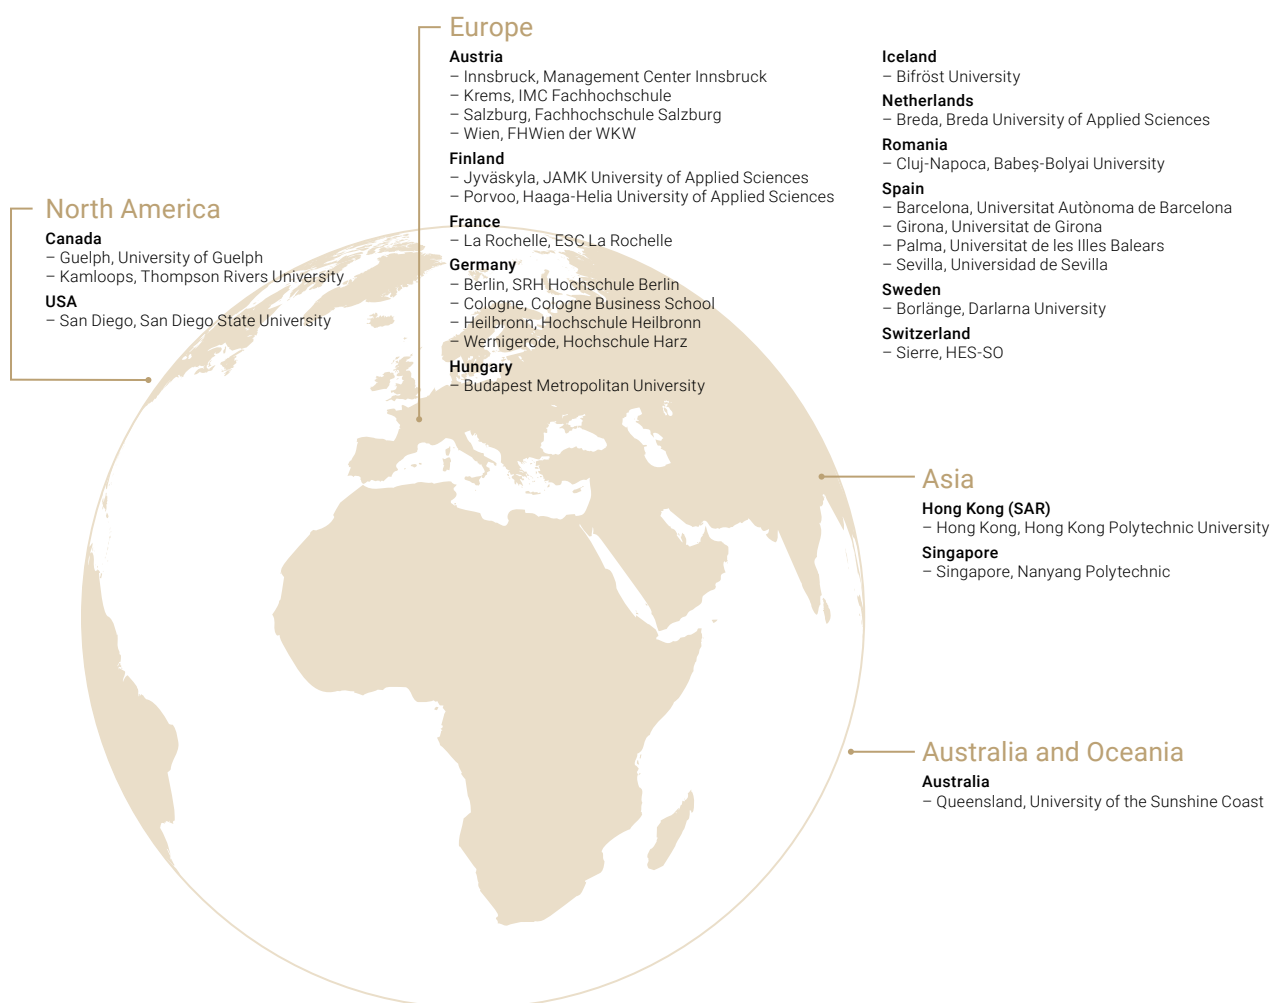 Europe
Austria
– Innsbruck, Management Center Innsbruck
– Krems, IMC Fachhochschule
– Salzburg, Fachhochschule Salzburg
– Wien, FHWien der WKW
Finland
– Jyväskyla, JAMK University of Applied Sciences
– Porvoo, Haaga-Helia University of Applied Sciences
France
– La Rochelle, ESC La Rochelle
Germany
– Berlin, SRH Hochschule Berlin
– Cologne, Cologne Business School
– Heilbronn, Hochschule Heilbronn
– Wernigerode, Hochschule Harz
Hungary
– Budapest Metropolitan University
Iceland
– Bifröst University
Netherlands
– Breda, Breda University of Applied Sciences
Romania
– Cluj-Napoca, Babeş-Bolyai University
Spain
– Barcelona, Universitat Autònoma de Barcelona
– Girona, Universitat de Girona
– Palma, Universitat de les Illes Balears
– Sevilla, Universidad de Sevilla
Sweden
– Borlänge, Darlarna University
Switzerland
– Sierre, HES-SO
North America
Canada
– Guelph, University of Guelph
– Kamloops, Thompson Rivers University
USA
– San Diego, San Diego State University
Asia
Hong Kong (SAR)
– Hong Kong, Hong Kong Polytechnic University
Singapore
– Singapore, Nanyang Polytechnic
Australia and Oceania
Australia
– Queensland, University of the Sunshine Coast